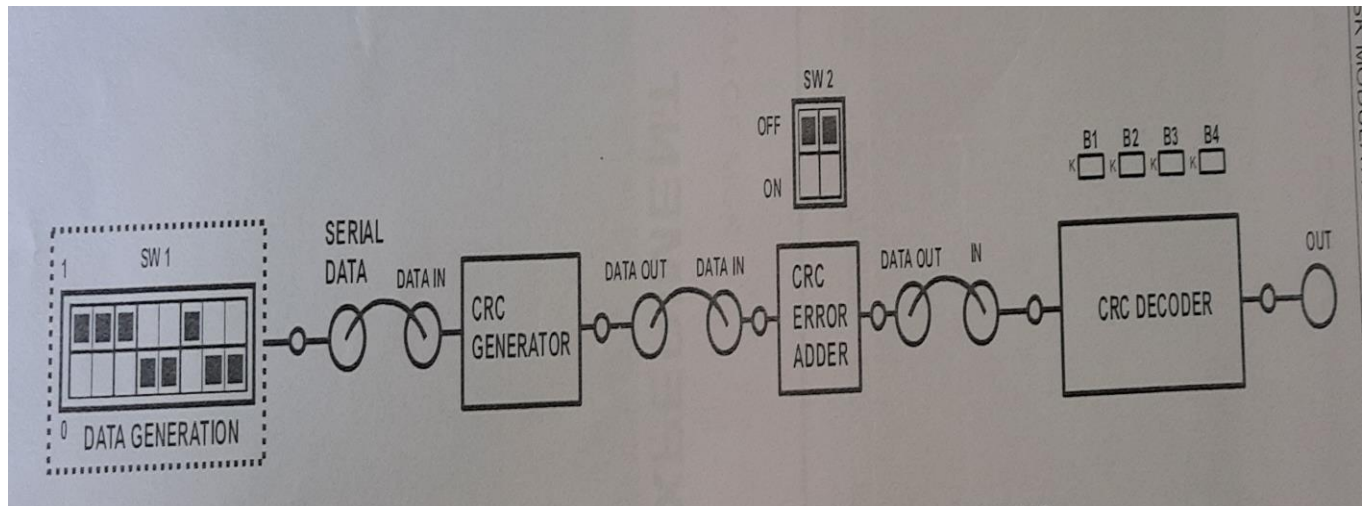 SW 2
OFF
ON
B1 B2 B3 B4
K K K K
1 SW 1
SERIAL
DATA
DATA IN
CRC
GENERATOR
DATA OUT
DATA IN
CRC
ERROR
ADDER
DATA OUT
IN
CRC DECODER
OUT
0
DATA GENERATION